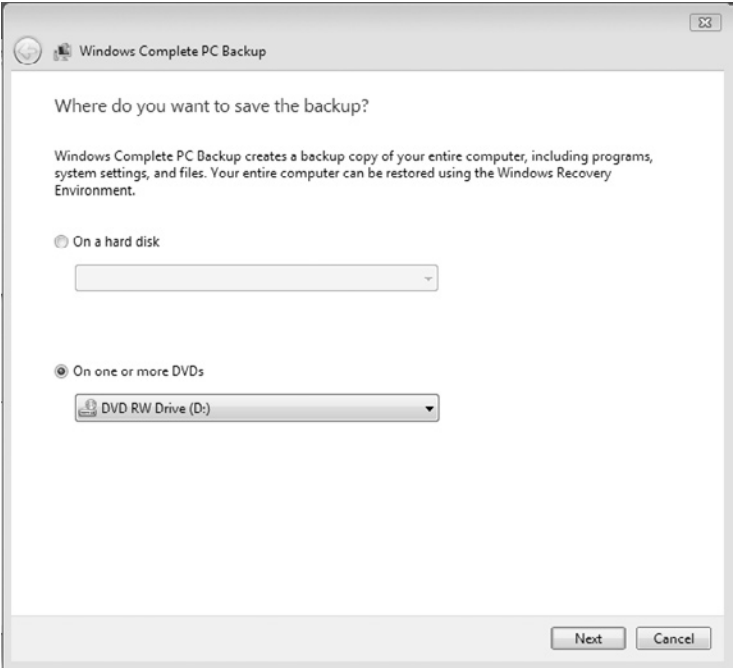 Windows Complete PC Backup
Where do you want to save the backup?
Windows Complete PC Backup creates a backup copy of your entire computer, including programs,
system settings, and files. Your entire computer can be restored using the Windows Recovery
Environment.
On a hard disk
On one or more DVDs
DVD RW Drive (D:)
Next
Cancel